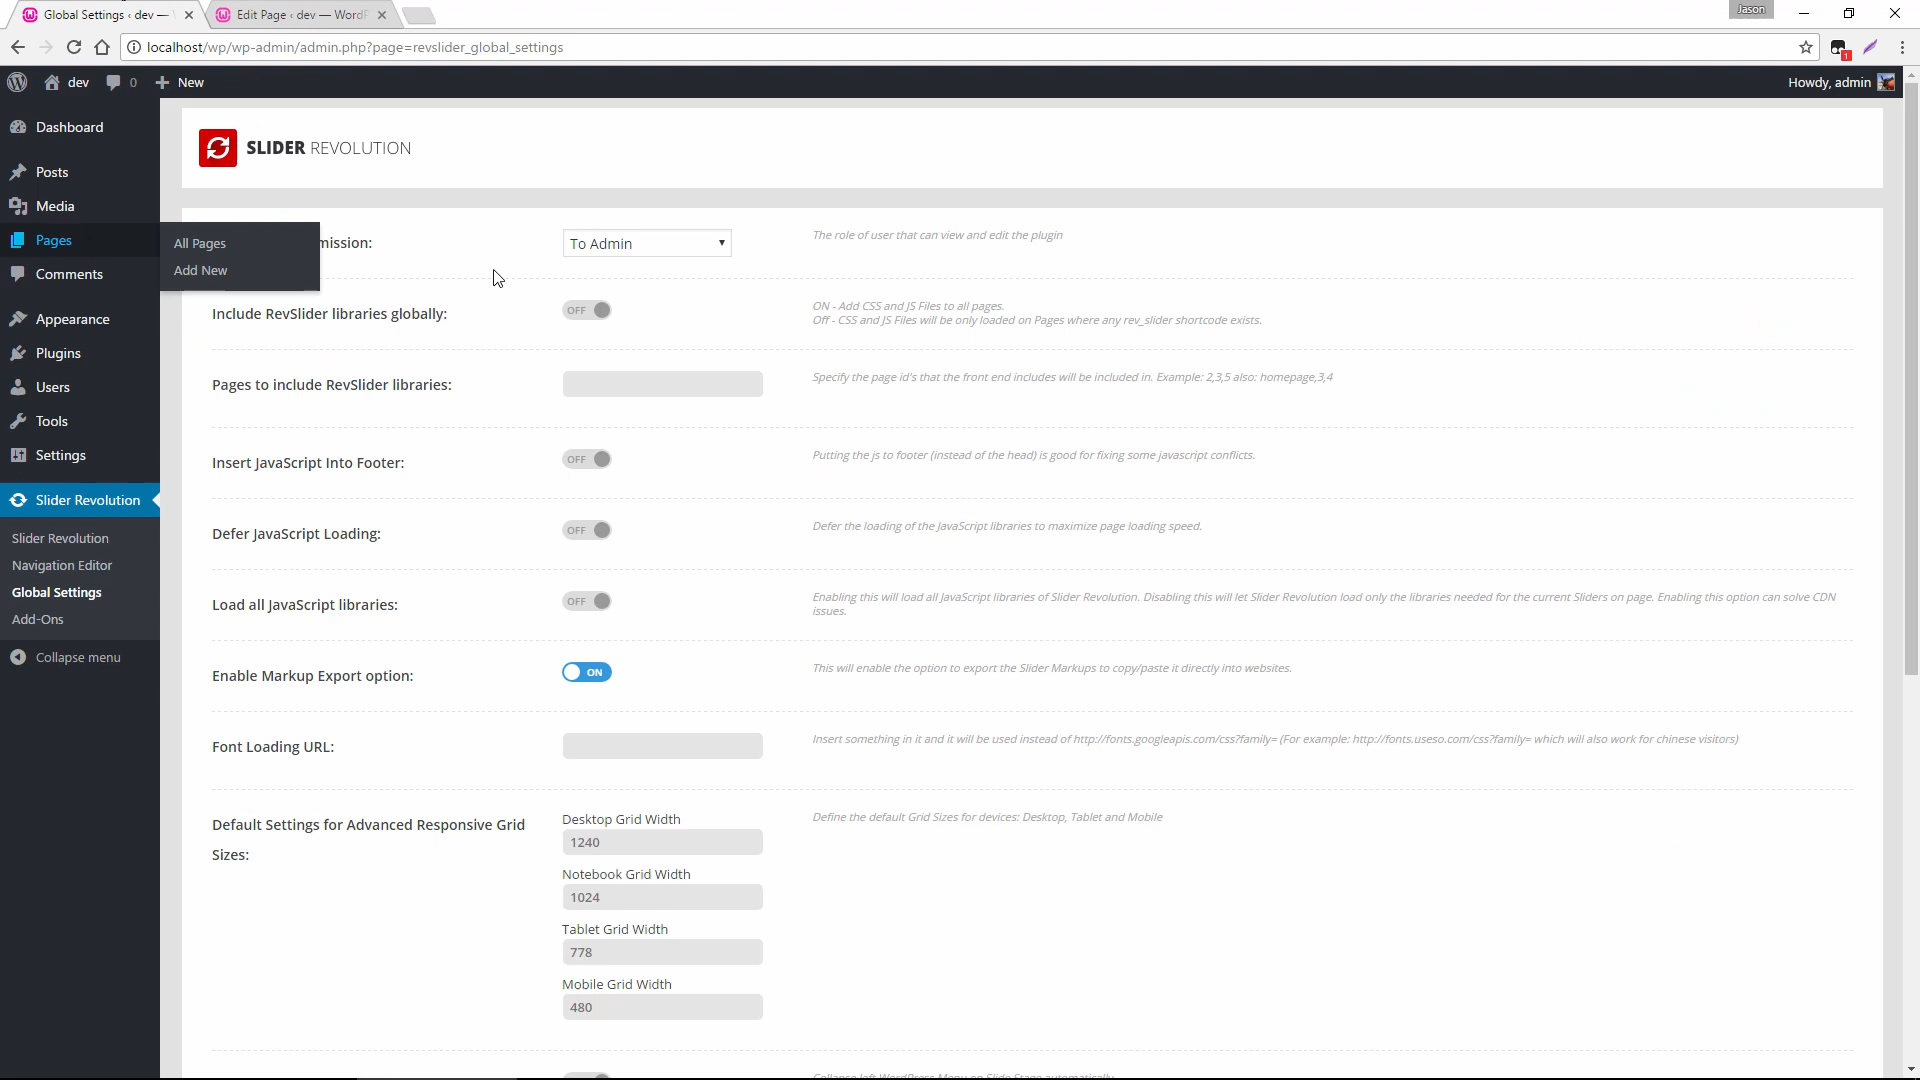 Global Settings ‹ dev —
Edit Page ‹ dev — Word
Jason
localhost/wp/wp-admin/admin.php?page=revslider_global_settings
1
dev
0
New
Howdy, admin
Dashboard
Posts
Media
Pages
Comments
Appearance
Plugins
Users
Tools
Settings
Slider Revolution
Slider Revolution
Navigation Editor
Global Settings
Add-Ons
Collapse menu
All Pages
Add New
SLIDER REVOLUTION
mission:
To Admin
The role of user that can view and edit the plugin
Include RevSlider libraries globally:
OFF
ON - Add CSS and JS Files to all pages.
Off - CSS and JS Files will be only loaded on Pages where any rev_slider shortcode exists.
Pages to include RevSlider libraries:
Specify the page id's that the front end includes will be included in. Example: 2,3,5 also: homepage,3,4
Insert JavaScript Into Footer:
OFF
Putting the js to footer (instead of the head) is good for fixing some javascript conflicts.
Defer JavaScript Loading:
OFF
Defer the loading of the JavaScript libraries to maximize page loading speed.
Load all JavaScript libraries:
OFF
Enabling this will load all JavaScript libraries of Slider Revolution. Disabling this will let Slider Revolution load only the libraries needed for the current Sliders on page. Enabling this option can solve CDN
issues.
Enable Markup Export option:
ON
This will enable the option to export the Slider Markups to copy/paste it directly into websites.
Font Loading URL:
Insert something in it and it will be used instead of http://fonts.googleapis.com/css?family= (For example: http://fonts.useso.com/css?family= which will also work for chinese visitors)
Default Settings for Advanced Responsive Grid
Sizes:
Desktop Grid Width
1240
Notebook Grid Width
1024
Tablet Grid Width
778
Mobile Grid Width
480
Define the default Grid Sizes for devices: Desktop, Tablet and Mobile
Collapse left WordPress Menu on Slide Stage automatically